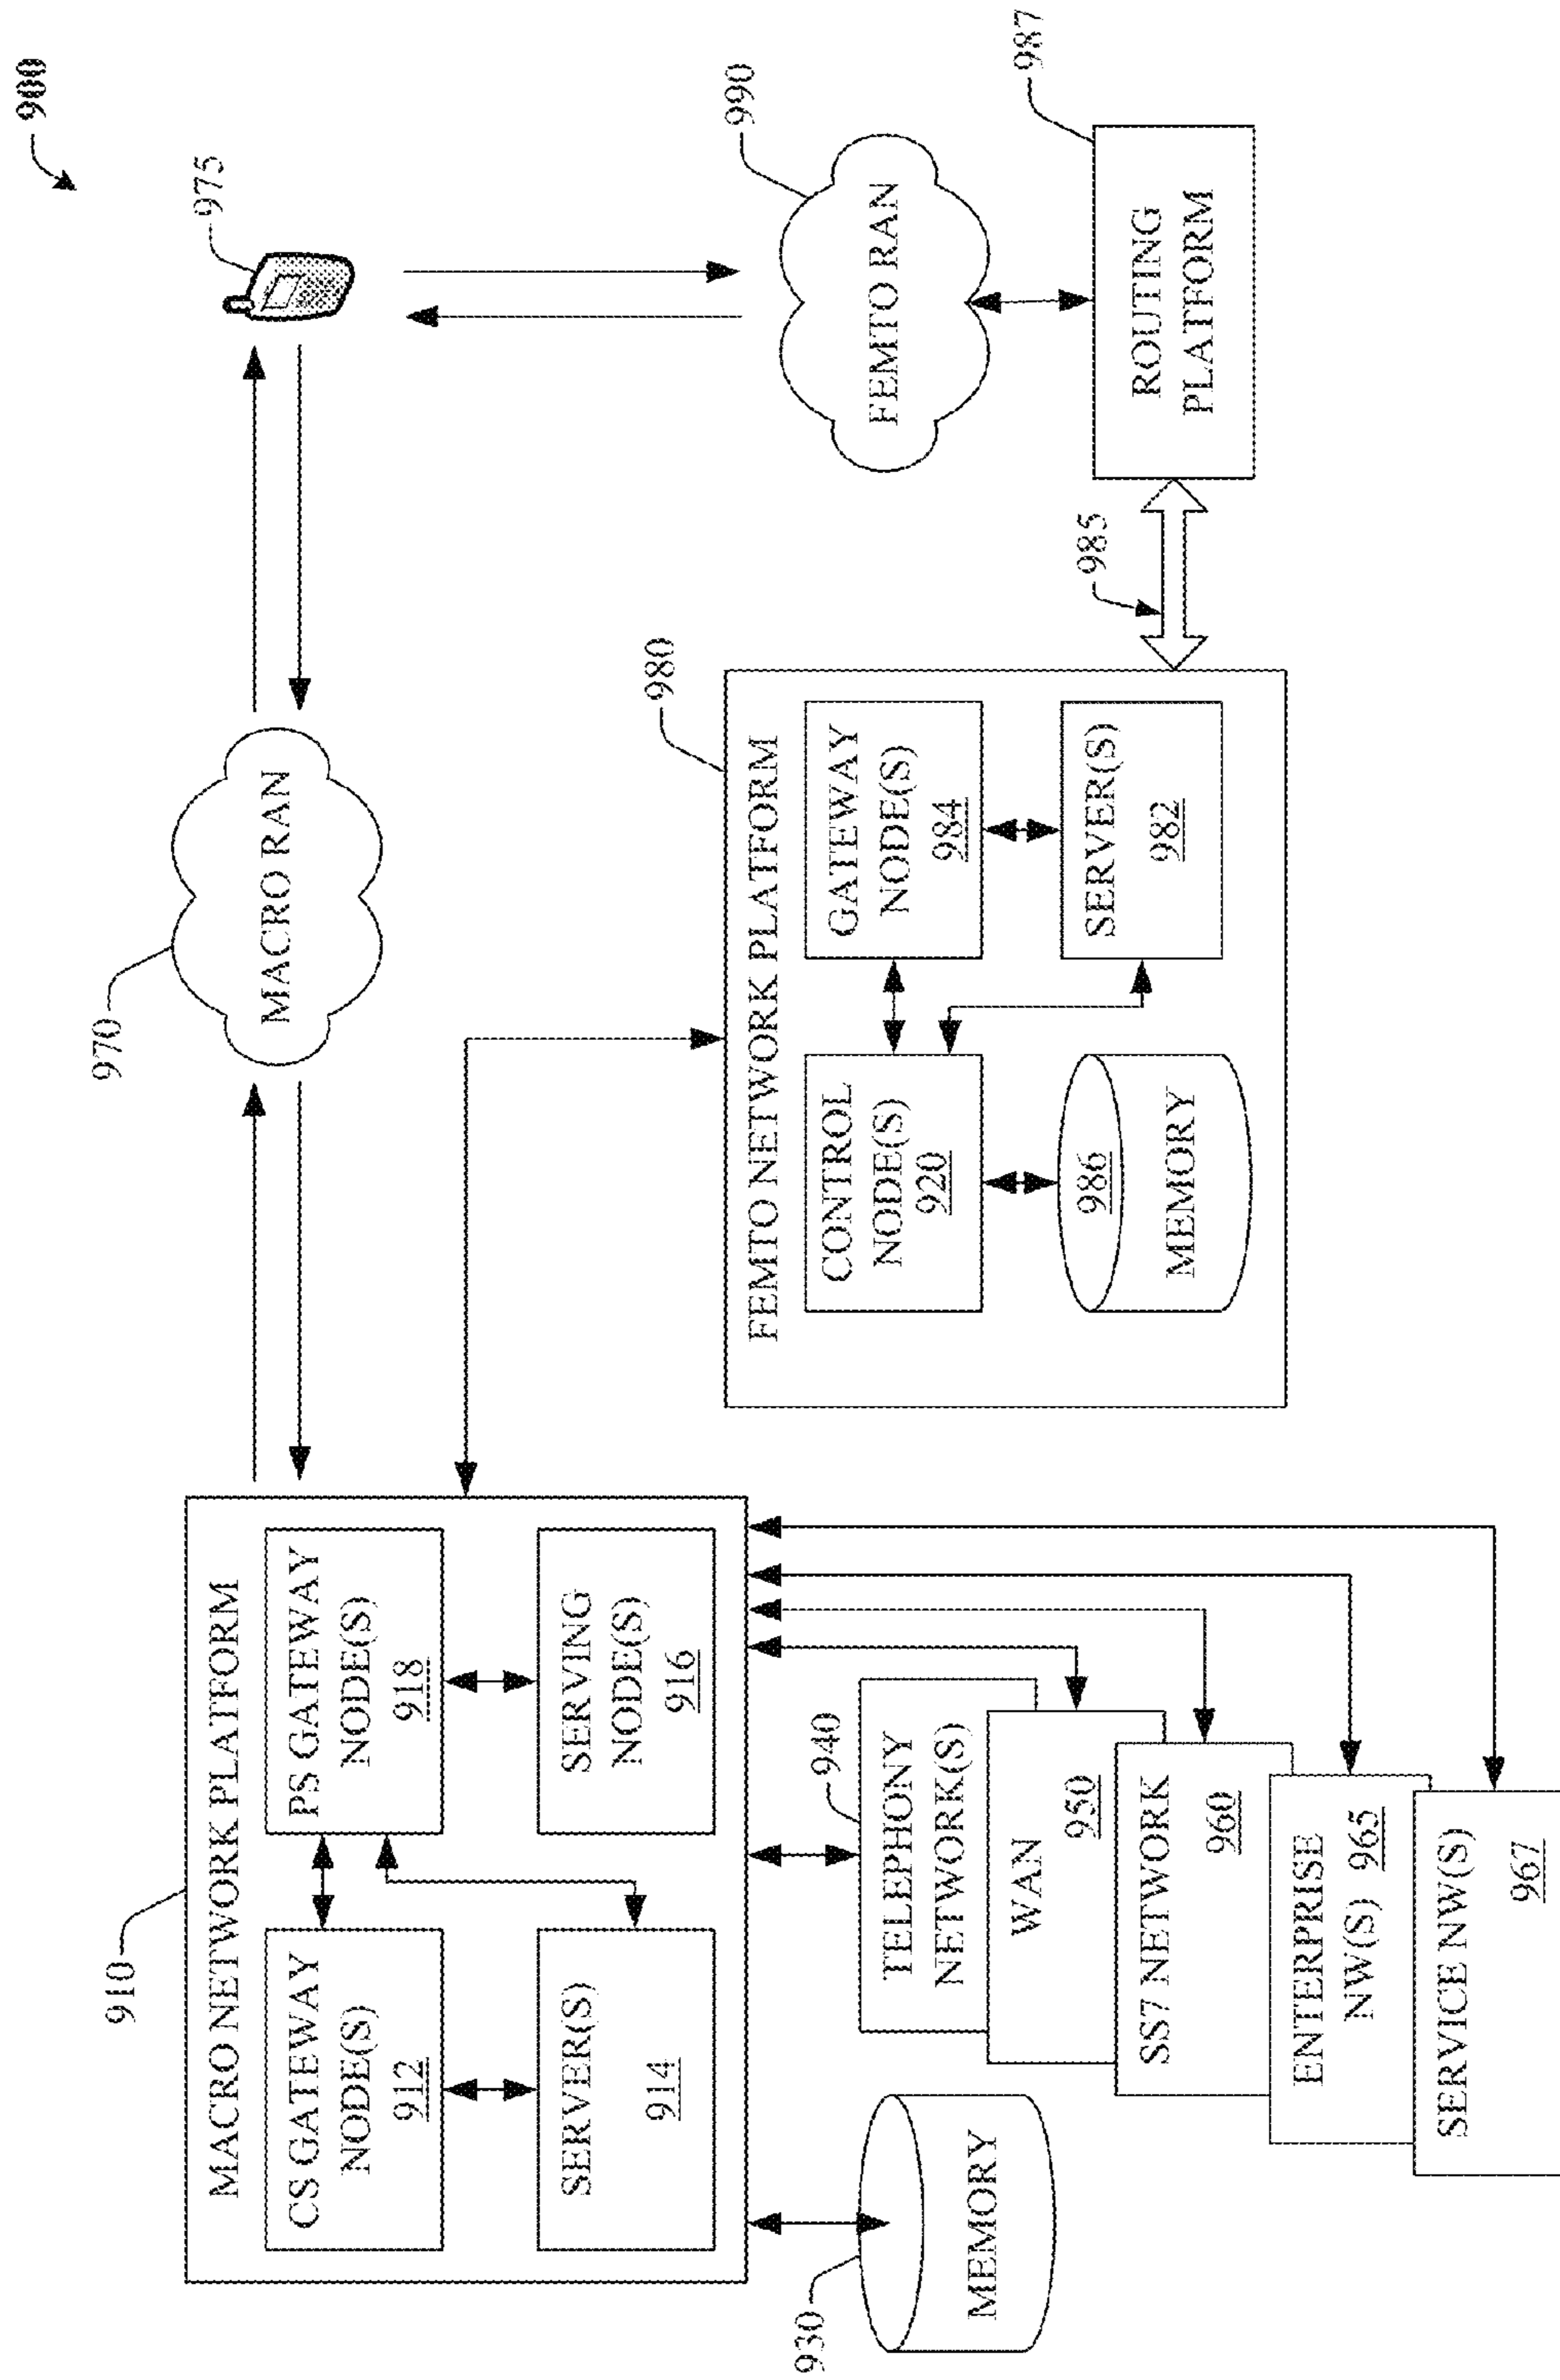 900
910
MACRO NETWORK PLATFORM
CS GATEWAY
NODE(S)
912
PS GATEWAY
NODE(S)
918
SERVER(S)
914
SERVING
NODE(S)
916
970
MACRO RAN
975
930
MEMORY
940
TELEPHONY
NETWORK(S)
WAN
950
SS7 NETWORK
960
ENTERPRISE
NW(S) 965
SERVICE NW(S)
967
980
FEMTO NETWORK PLATFORM
CONTROL
NODE(S)
920
GATEWAY
NODE(S)
984
986
MEMORY
SERVER(S)
982
985
990
FEMTO RAN
987
ROUTING
PLATFORM